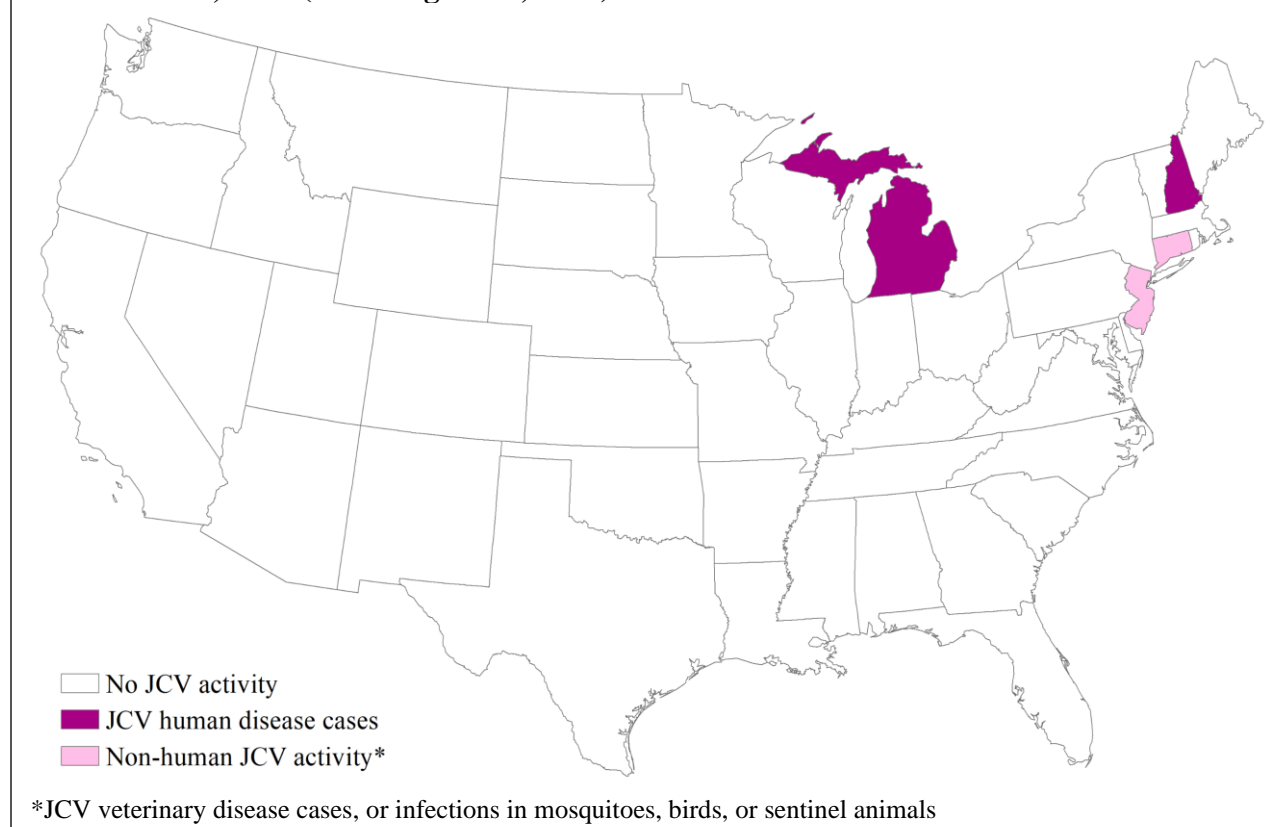 No JCV activity
JCV human disease cases
Non-human JCV activity*
*JCV veterinary disease cases, or infections in mosquitoes, birds, or sentinel animals